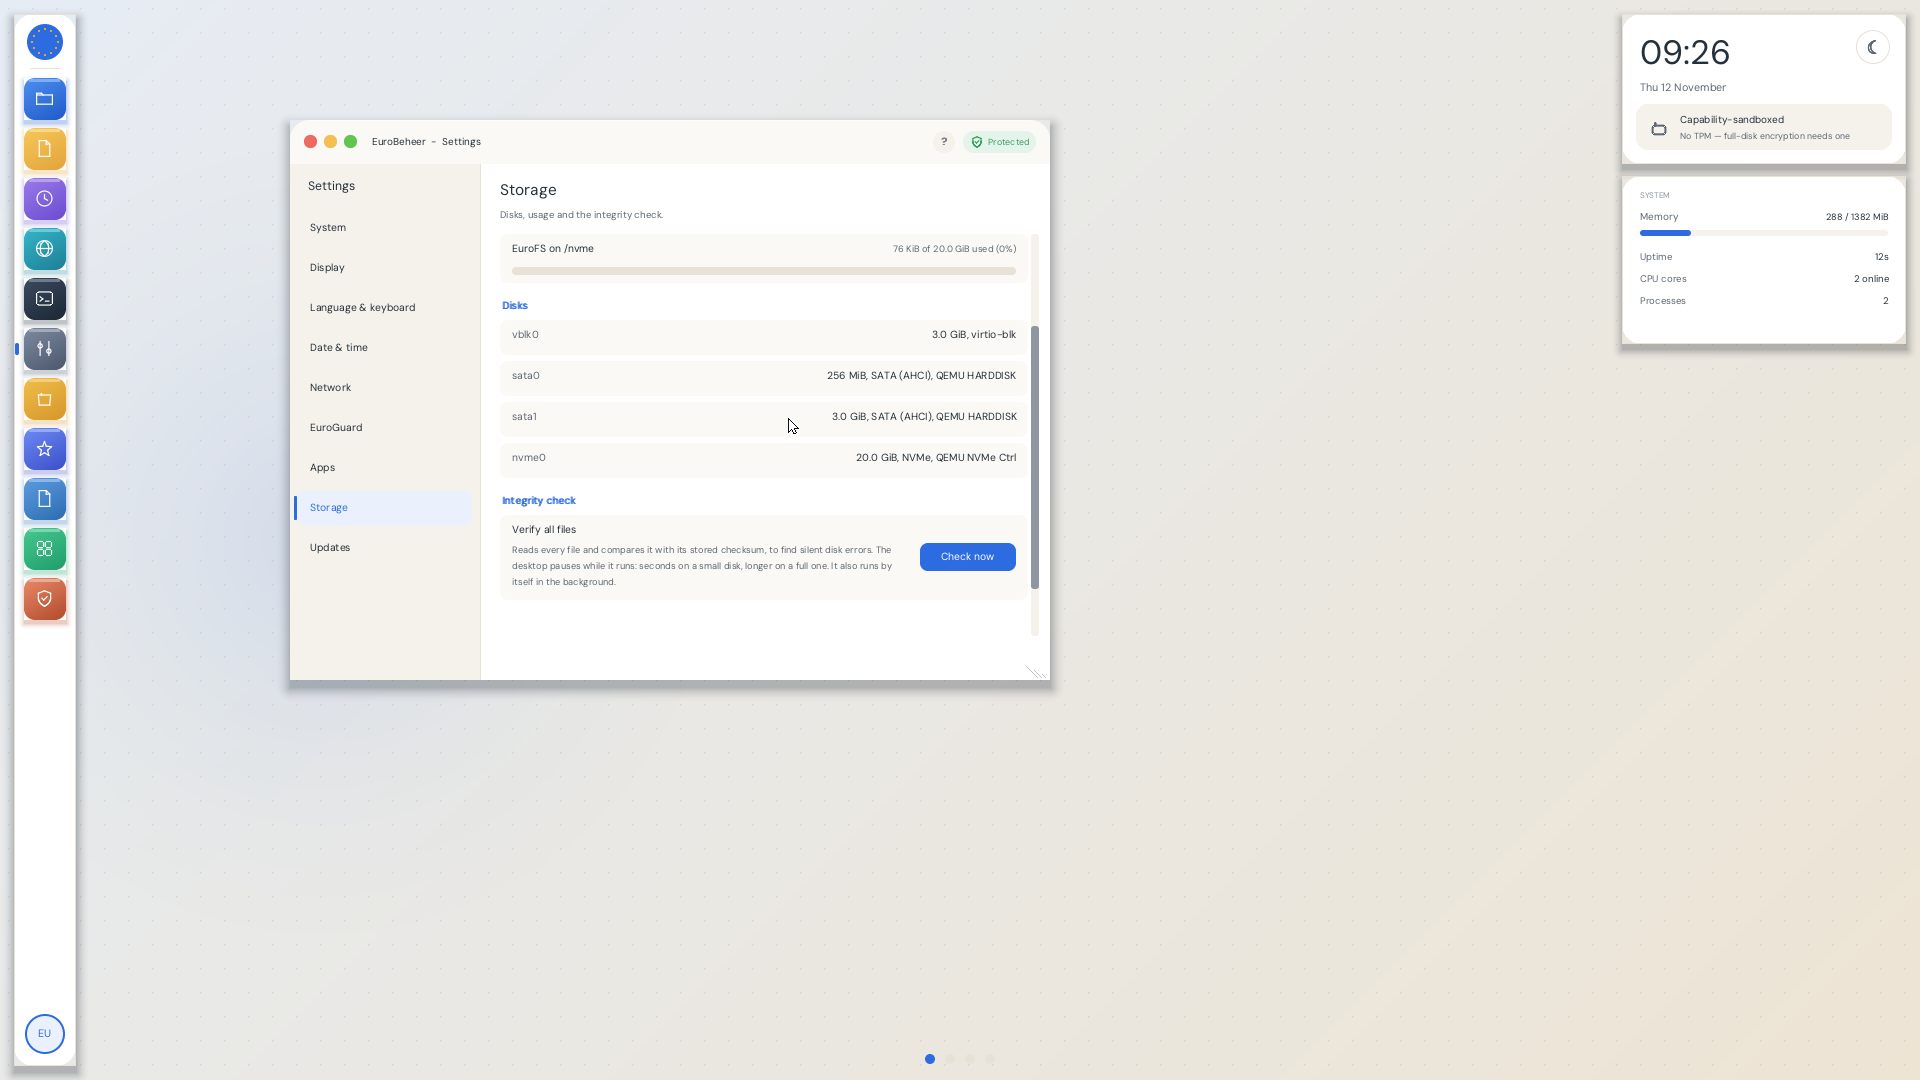 EuroBeheer - Settings
?
Protected
Settings
System
Display
Language & keyboard
Date & time
Network
EuroGuard
Apps
Storage
Updates
Storage
Disks, usage and the integrity check.
EuroFS on /nvme
76 KiB of 20.0 GiB used (0%)
Disks
vblk0
3.0 GiB, virtio-blk
sata0
256 MiB, SATA (AHCI), QEMU HARDDISK
sata1
3.0 GiB, SATA (AHCI), QEMU HARDDISK
nvme0
20.0 GiB, NVMe, QEMU NVMe Ctrl
Integrity check
Verify all files
Reads every file and compares it with its stored checksum, to find silent disk errors. The
desktop pauses while it runs: seconds on a small disk, longer on a full one. It also runs by
itself in the background.
Check now
09:26
Thu 12 November
Capability-sandboxed
No TPM — full-disk encryption needs one
SYSTEM
Memory
288 / 1382 MiB
Uptime
12s
CPU cores
2 online
Processes
2
EU